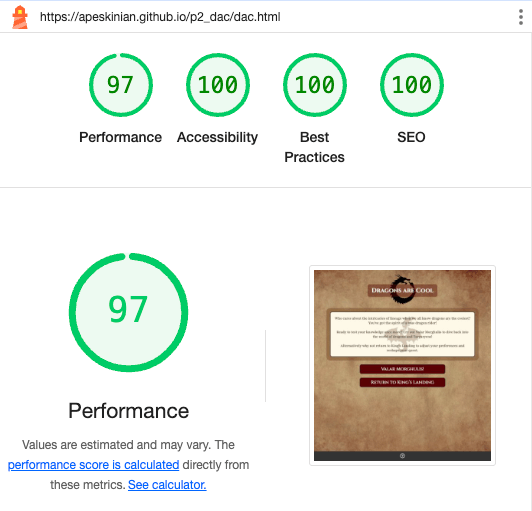 https://apeskinian.github.io/p2_dac/dac.html
97
100
100
100
Performance
Accessibility
Best
Practices
SEO
97
Performance
Values are estimated and may vary. The
performance score is calculated directly from
these metrics. See calculator.
Dragons are Cool
Valar Morghulis!
Return to King's Landing